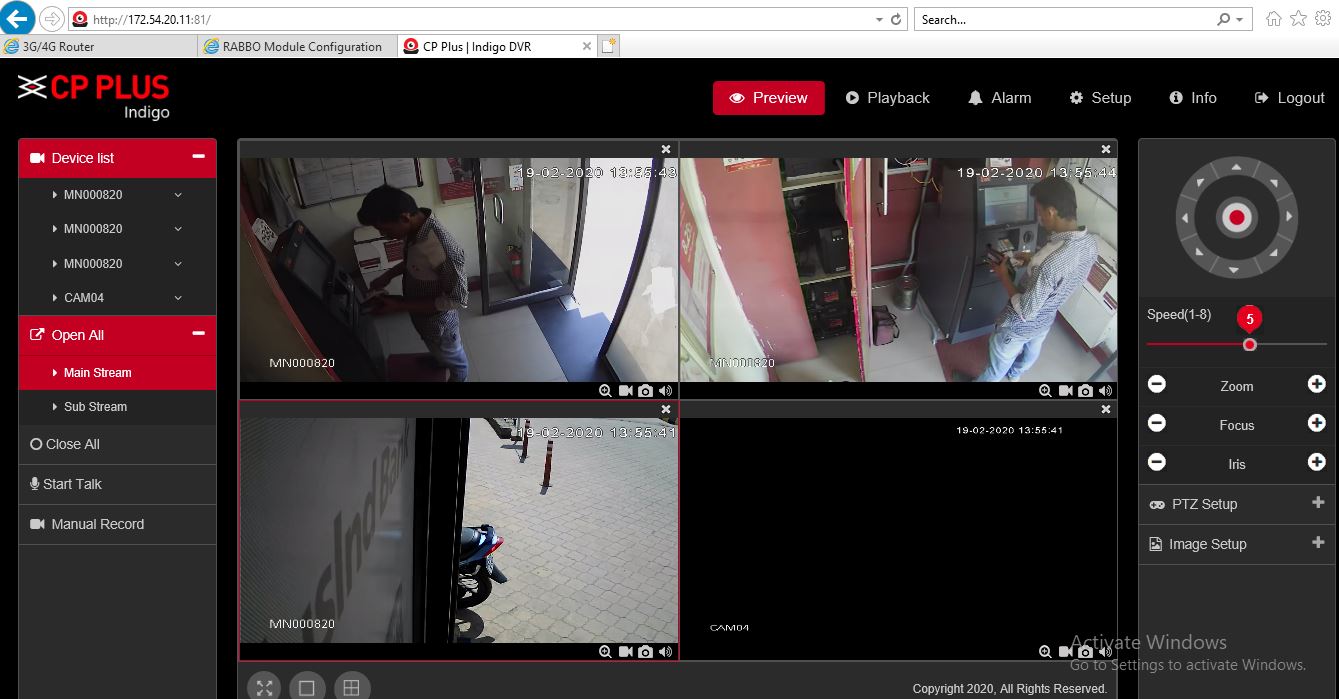 http://172.54.20.11:81/
Search...
3G/4G Router
RABBO Module Configuration
CP Plus | Indigo DVR
CP PLUS
Indigo
Preview
Playback
Alarm
Setup
Info
Logout
Device list
MN000820
MN000820
MN000820
CAM04
Open All
Main Stream
Sub Stream
Close All
Start Talk
Manual Record
19-02-2020 13:55:43
MN000820
19-02-2020 13:55:44
MN000820
19-02-2020 13:55:41
sIndBank
MN000820
19-02-2020 13:55:41
CAM04
Speed(1-8)
5
Zoom
Focus
Iris
PTZ Setup
Image Setup
Activate Windows
Go to Settings to activate Windows.
Copyright 2020, All Rights Reserved.